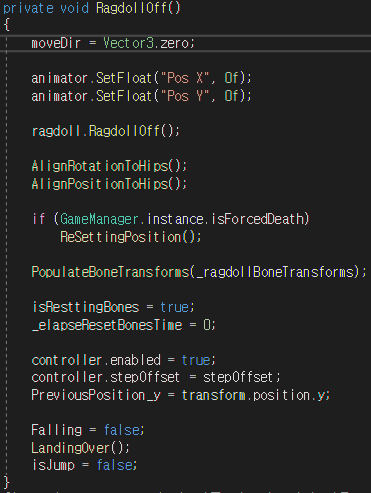 private void RagdollOff()
{
moveDir = Vector3.zero;
animator.SetFloat("Pos X", 0f);
animator.SetFloat("Pos Y", 0f);
ragdoll.RagdollOff();
AlignRotationToHips();
AlignPositionToHips();
if (GameManager.instance.isForcedDeath)
ReSettingPosition();
PopulateBoneTransforms(_ragdollBoneTransforms);
isResttingBones = true;
_elapseResetBonesTime = 0;
controller.enabled = true;
controller.stepOffset = stepOffset;
PreviousPosition_y = transform.position.y;
Falling = false;
LandingOver();
isJump = false;
}